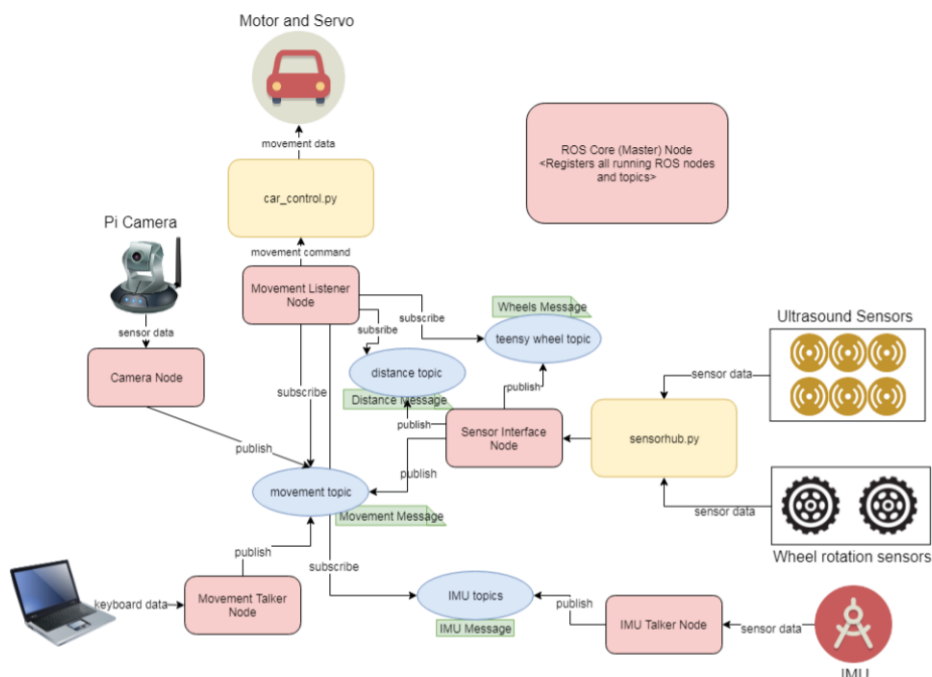 Motor and Servo
movement data
car_control.py
ROS Core (Master) Node
<Registers all running ROS nodes
and topics>
Pi Camera
movement command
Movement Listener
Node
sensor data
Camera Node
subscribe
subsribe
subscribe
Wheels Message
teensy wheel topic
distance topic
Distance Message
publish
publish
Sensor Interface
Node
sensorhub.py
Ultrasound Sensors
sensor data
sensor data
Wheel rotation sensors
publish
publish
movement topic
Movement Message
publish
keyboard data
Movement Talker
Node
subscribe
IMU topics
IMU Message
publish
IMU Talker Node
sensor data
IMU